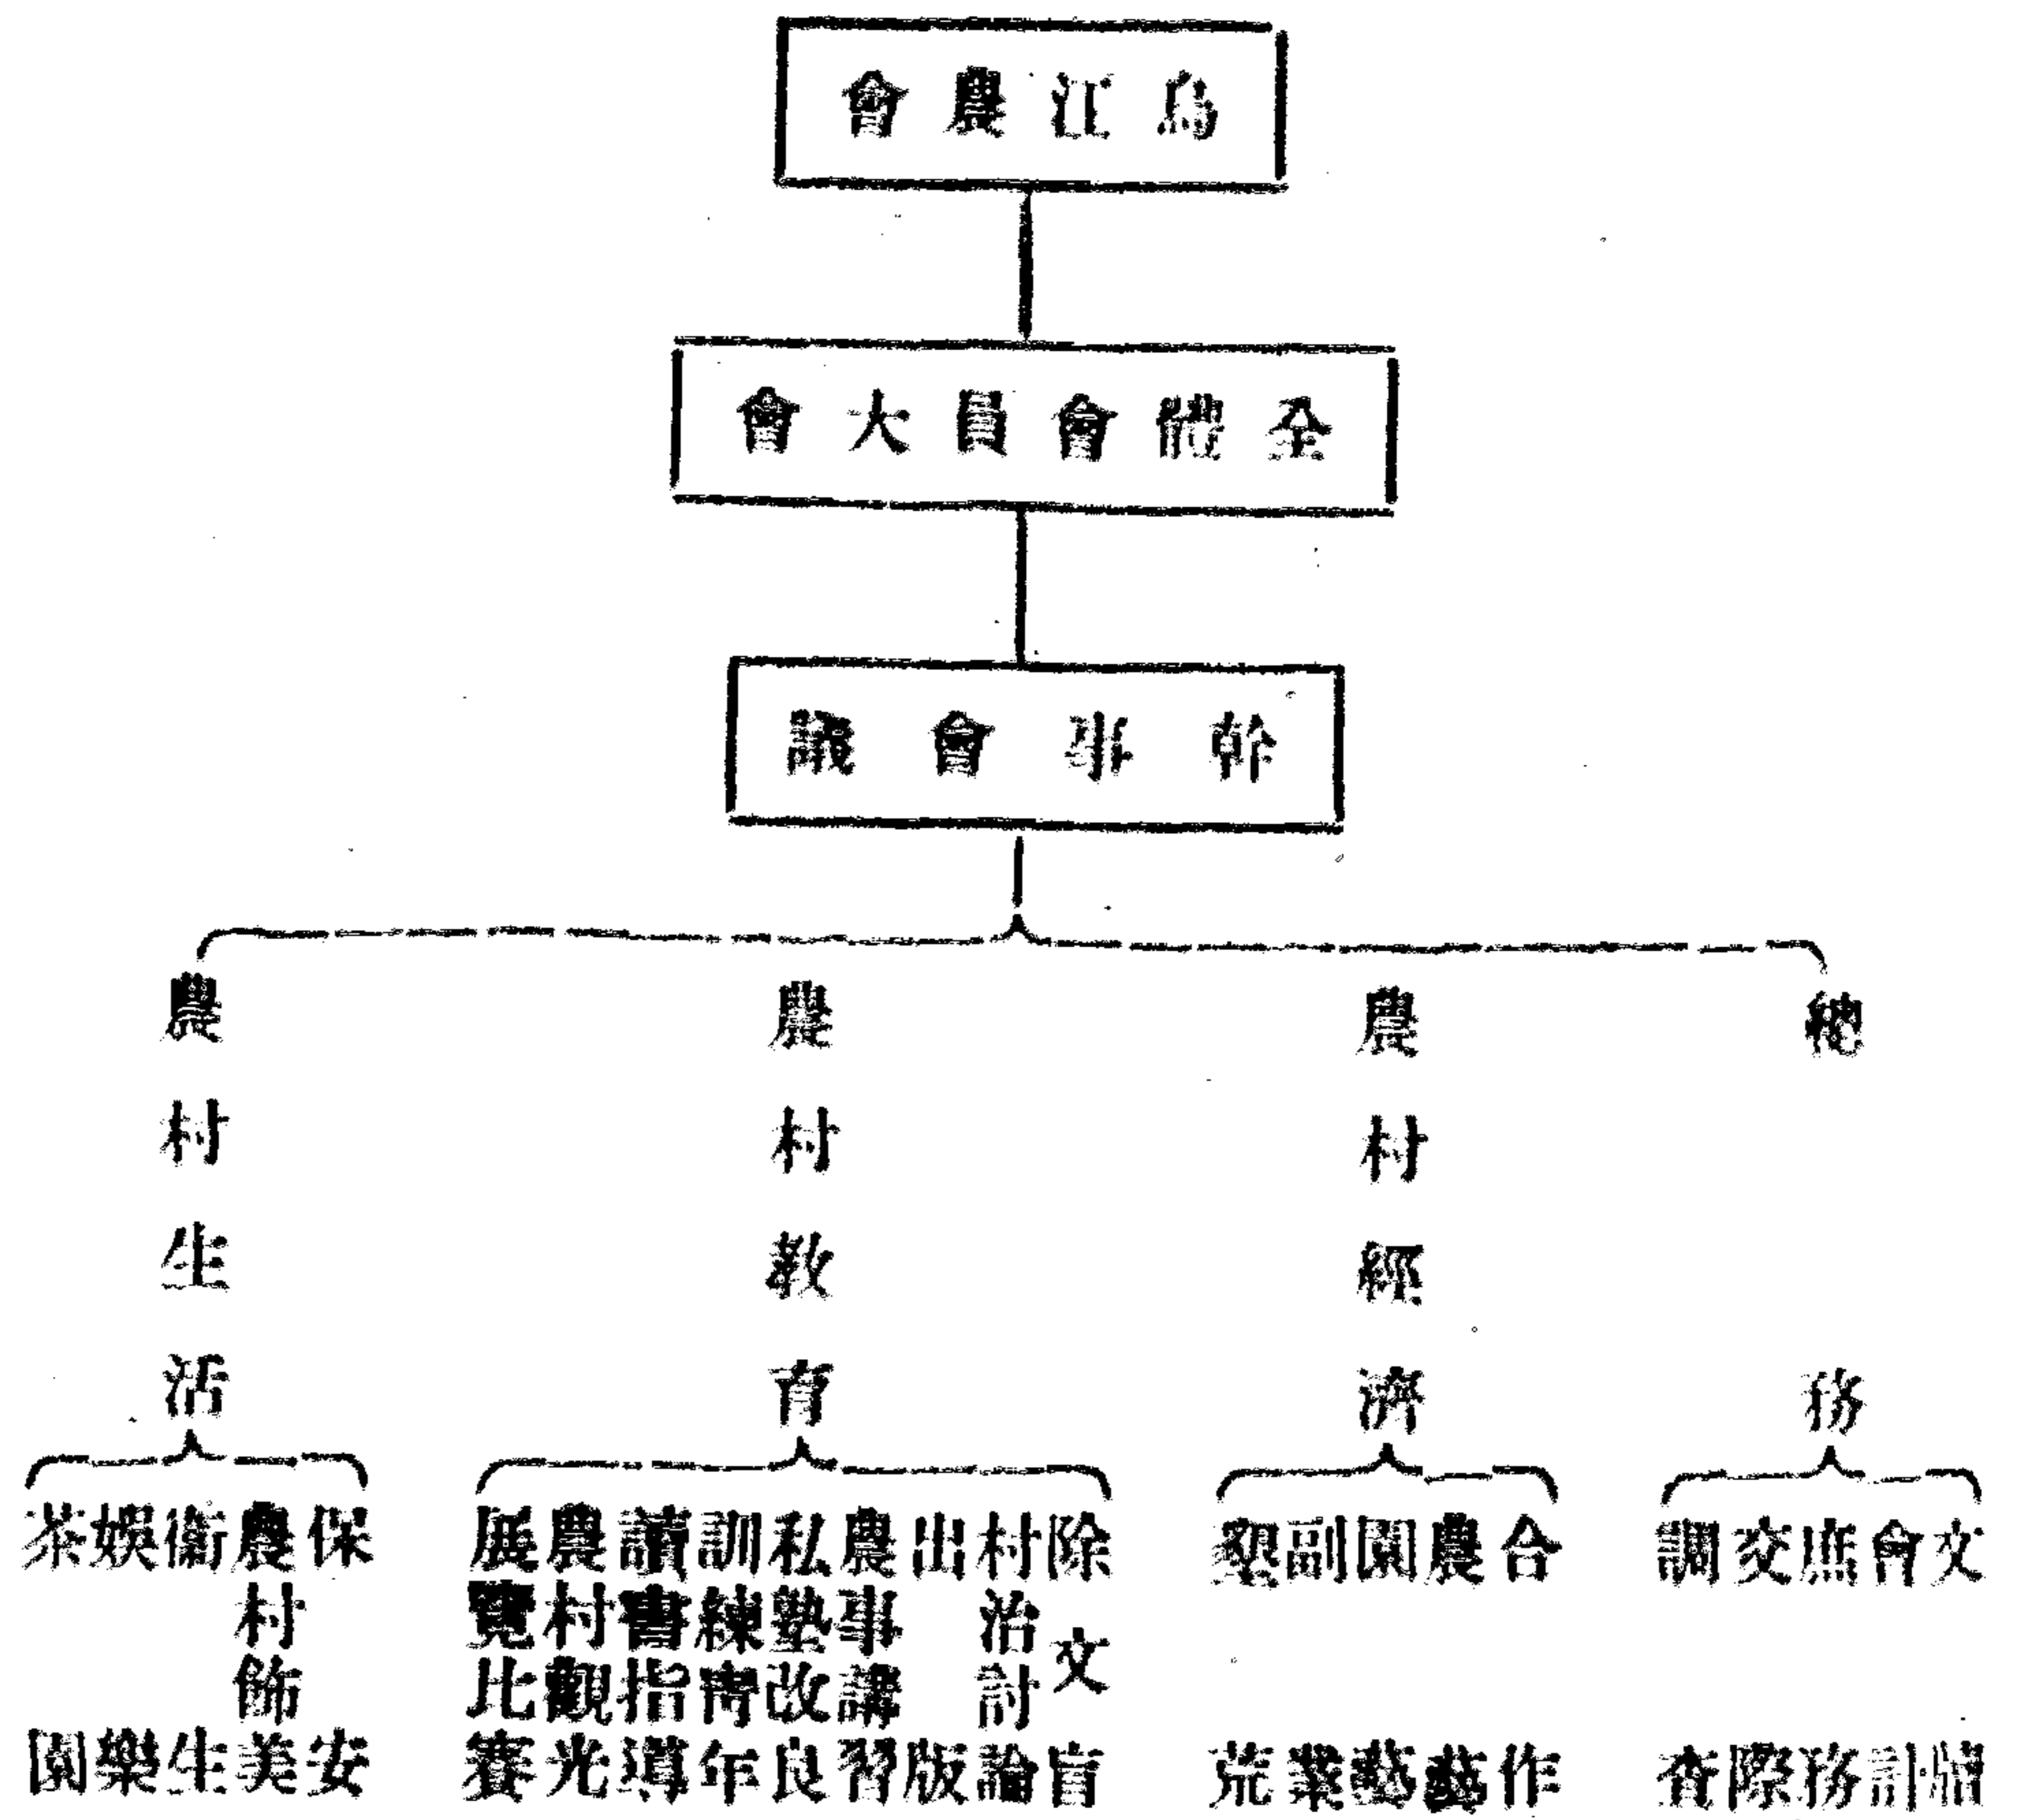 烏江農會
全體會員大會
幹事會議
總務
文牘
會計
庶務
交際
調查
農村經濟
合作
農藝
園藝
副業
墾荒
農村教育
除文盲
村治討論
出版
農事講習
私塾改良
訓練青年
讀書指導
農村觀光
展覽比賽
農村生活
保安
農村飾美
衞生
娛樂
茶園